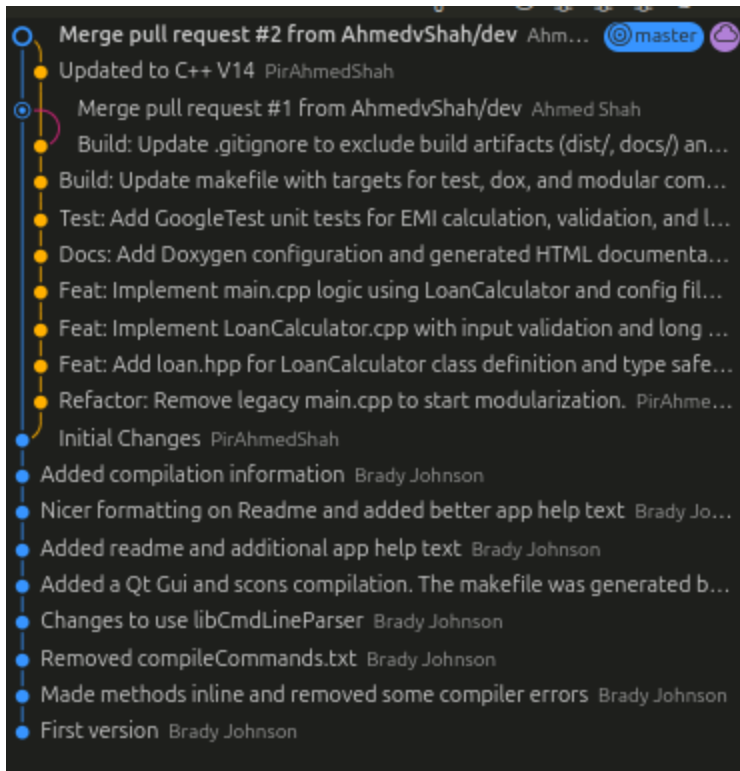 Merge pull request #2 from AhmedvShah/dev Ahm... master
Updated to C++ V14 PirAhmedShah
Merge pull request #1 from AhmedvShah/dev Ahmed Shah
Build: Update .gitignore to exclude build artifacts (dist/, docs/) an...
Build: Update makefile with targets for test, dox, and modular com...
Test: Add GoogleTest unit tests for EMI calculation, validation, and l...
Docs: Add Doxygen configuration and generated HTML documenta...
Feat: Implement main.cpp logic using LoanCalculator and config fil...
Feat: Implement LoanCalculator.cpp with input validation and long ...
Feat: Add loan.hpp for LoanCalculator class definition and type safe...
Refactor: Remove legacy main.cpp to start modularization. PirAhme...
Initial Changes PirAhmedShah
Added compilation information Brady Johnson
Nicer formatting on Readme and added better app help text Brady Jo...
Added readme and additional app help text Brady Johnson
Added a Qt Gui and scons compilation. The makefile was generated b...
Changes to use libCmdLineParser Brady Johnson
Removed compileCommands.txt Brady Johnson
Made methods inline and removed some compiler errors Brady Johnson
First version Brady Johnson